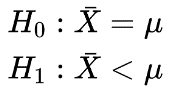 H₀ : X̄ = μ
H₁ : X̄ < μ